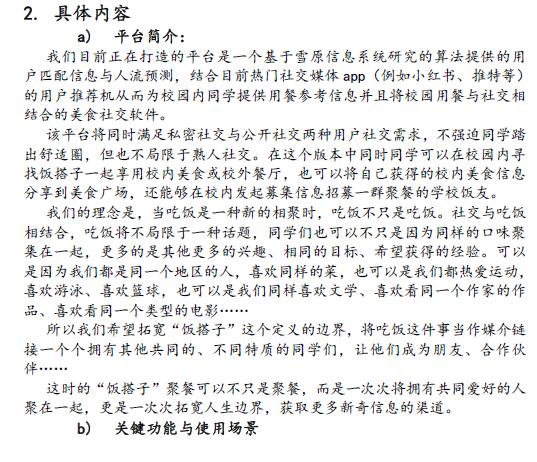 2. 具体内容
a) 平台简介：
我们目前正在打造的平台是一个基于雪原信息系统研究的算法提供的用
户匹配信息与人流预测，结合目前热门社交媒体 app（例如小红书、推特等）
的用户推荐机从而为校园内同学提供用餐参考信息并且将校园用餐与社交相
结合的美食社交软件。
该平台将同时满足私密社交与公开社交两种用户社交需求，不强迫同学踏
出舒适圈，但也不局限于熟人社交。在这个版本中同时同学可以在校园内寻
找饭搭子一起享用校内美食或校外餐厅，也可以将自己获得的校内美食信息
分享到美食广场，还能够在校内发起募集信息招募一群聚餐的学校饭友。
我们的理念是，当吃饭是一种新的相聚时，吃饭不只是吃饭。社交与吃饭
相结合，吃饭将不局限于一种话题，同学们也可以不只是因为同样的口味聚
集在一起，更多的是其他更多的兴趣、相同的目标、希望获得的经验。可以
是因为我们都是同一个地区的人，喜欢同样的菜，也可以是我们都热爱运动，
喜欢游泳、喜欢篮球，也可以是我们同样喜欢文学、喜欢看同一个作家的作
品、喜欢看同一个类型的电影……
所以我们希望拓宽“饭搭子”这个定义的边界，将吃饭这件事当作媒介链
接一个个拥有其他共同的、不同特质的同学们，让他们成为朋友、合作伙
伴……
这时的“饭搭子”聚餐可以不只是聚餐，而是一次次将拥有共同爱好的人
聚在一起，更是一次次拓宽人生边界，获取更多新奇信息的渠道。
b) 关键功能与使用场景